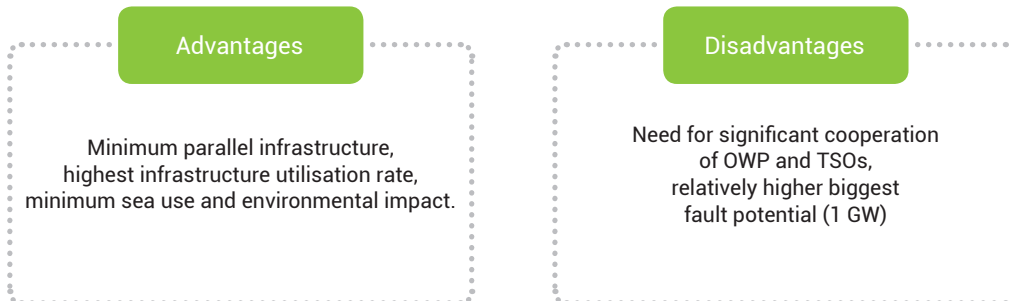 Advantages
Minimum parallel infrastructure,
highest infrastructure utilisation rate,
minimum sea use and environmental impact.
Disadvantages
Need for significant cooperation
of OWP and TSOs,
relatively higher biggest
fault potential (1 GW)